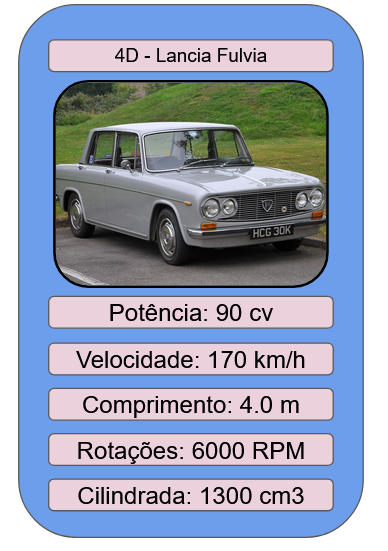 4D - Lancia Fulvia
HCG 30K
Potência: 90 cv
Velocidade: 170 km/h
Comprimento: 4.0 m
Rotações: 6000 RPM
Cilindrada: 1300 cm3